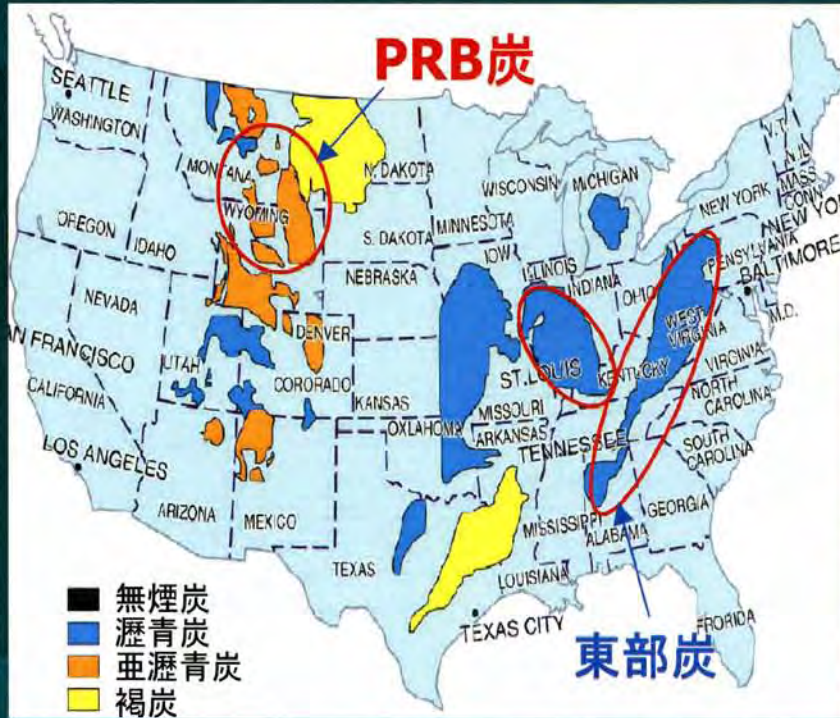 PRB炭
SEATTLE
WASHINGTON
MONTANA
N. DAKOTA
WISCONSIN
MICHIGAN
V. T.
N.H.
MASS
CONN.
NEW YORK
NEW YO
OREGON
IDAHO
WYOMING
S. DAKOTA
MINNESOTA
IOW
ILLINOIS
INDIANA
OHIO
PENSYLVANIA
BALTIMORE
M.D.
NEBRASKA
NEVADA
AN FRANCISCO
UTAH
DENVER
CORORADO
KANSAS
ST.LOUIS
MISSOURI
KENTUCKY
WEST
VIRGINIA
VIRGINIA
NORTH
CAROLINA
CALIFORNIA
LOS ANGELES
OXLAHOMA
ARKANSAS
TENNESSEE
SOUTH
CAROLINA
ARIZONA
MEXICO
TEXAS
MISSISSIPPI
ALABAMA
GEORGIA
LOUISIANA
TEXAS CITY
FRORIDA
東部炭
無煙炭
瀝青炭
亜瀝青炭
褐炭